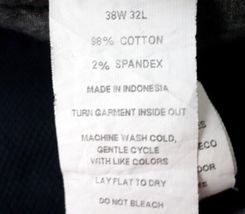 38W 32L
98% COTTON
2% SPANDEX
MADE IN INDONESIA
TURN GARMENT INSIDE OUT
MACHINE WASH COLD,
GENTLE CYCLE
WITH LIKE COLORS
LAY FLAT TO DRY
DO NOT BLEACH
ECO